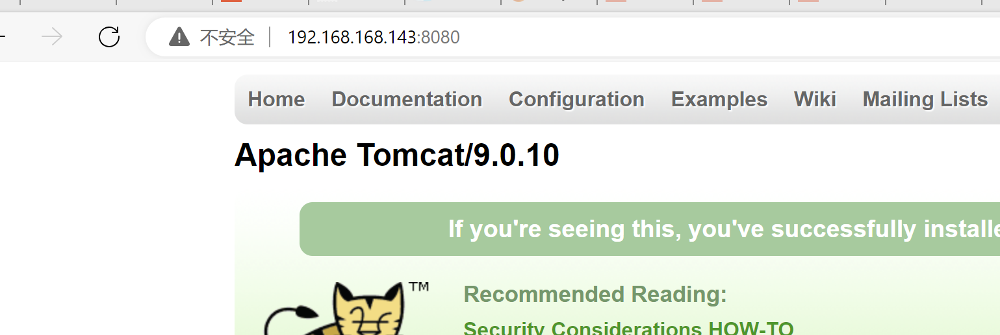 不安全 192.168.168.143:8080
Home Documentation Configuration Examples Wiki Mailing Lists
Apache Tomcat/9.0.10
If you're seeing this, you've successfully installe
TM
Recommended Reading:
Security Considerations HOW-TO